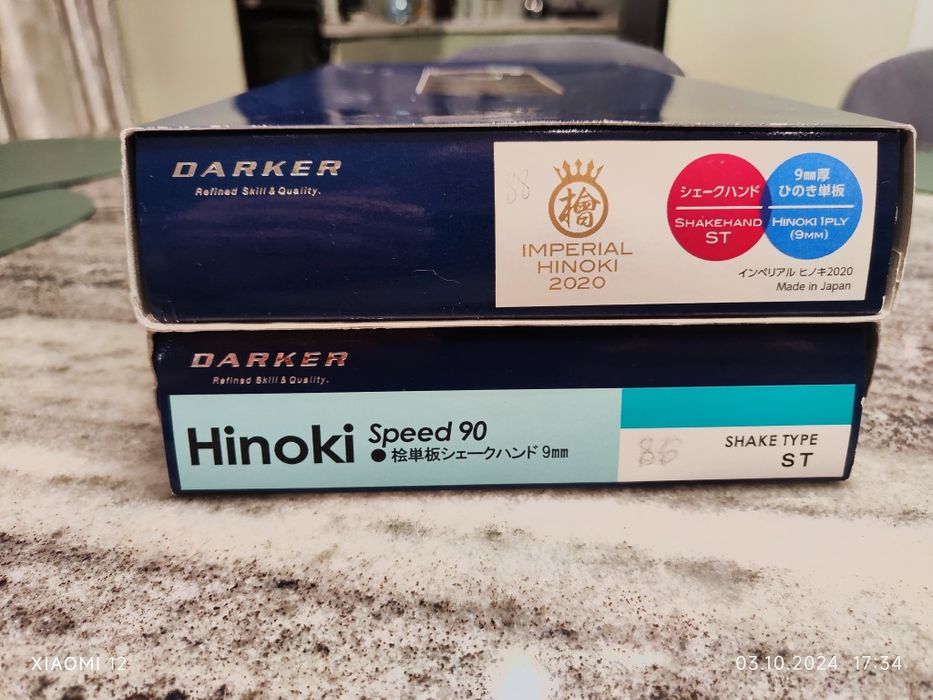 DARKER
Refined Skill & Quality.
88
檜
IMPERIAL
HINOKI
2020
シェークハンド
SHAKEHAND
ST
9mm厚
ひのき単板
HINOKI 1PLY
(9MM)
インペリアル ヒノキ2020
Made in Japan
DARKER
Refined Skill & Quality.
Hinoki Speed 90
●桧単板シェークハンド 9mm
86
SHAKE TYPE
ST
XIAOMI 12
03.10.2024 17:34